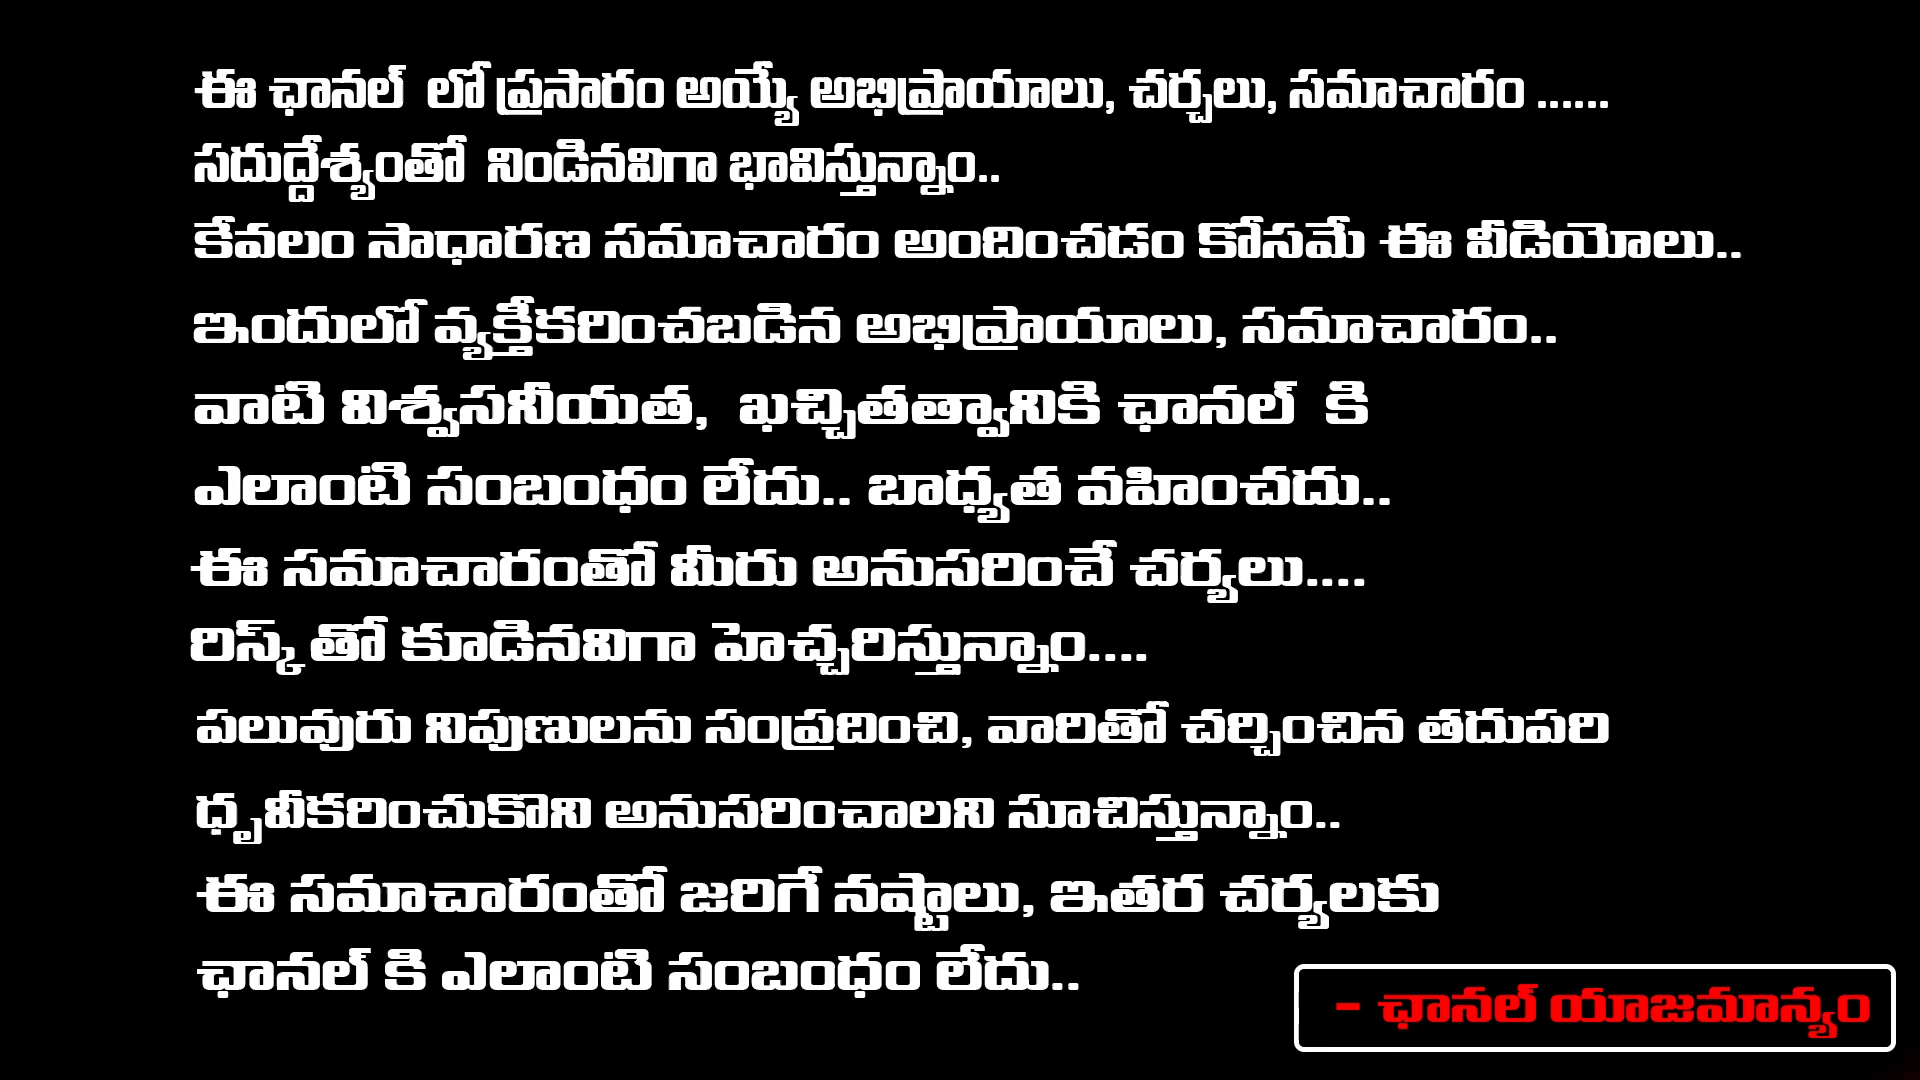 ఈ ఛానల్ లో ప్రసారం అయ్యే అభిప్రాయాలు, చర్చలు, సమాచారం ......
సదుద్దేశ్యంతో నిండినవిగా భావిస్తున్నాం..
కేవలం సాధారణ సమాచారం అందించడం కోసమే ఈ వీడియోలు..
ఇందులో వ్యక్తీకరించబడిన అభిప్రాయాలు, సమాచారం..
వాటి విశ్వసనీయత, ఖచ్చితత్వానికి ఛానల్ కి
ఎలాంటి సంబంధం లేదు.. బాధ్యత వహించదు..
ఈ సమాచారంతో మీరు అనుసరించే చర్యలు....
రిస్క్ తో కూడినవిగా హెచ్చరిస్తున్నాం....
పలువురు నిపుణులను సంప్రదించి, వారితో చర్చించిన తదుపరి
ధృవీకరించుకొని అనుసరించాలని సూచిస్తున్నాం..
ఈ సమాచారంతో జరిగే నష్టాలు, ఇతర చర్యలకు
ఛానల్ కి ఎలాంటి సంబంధం లేదు..
- ఛానల్ యాజమాన్యం